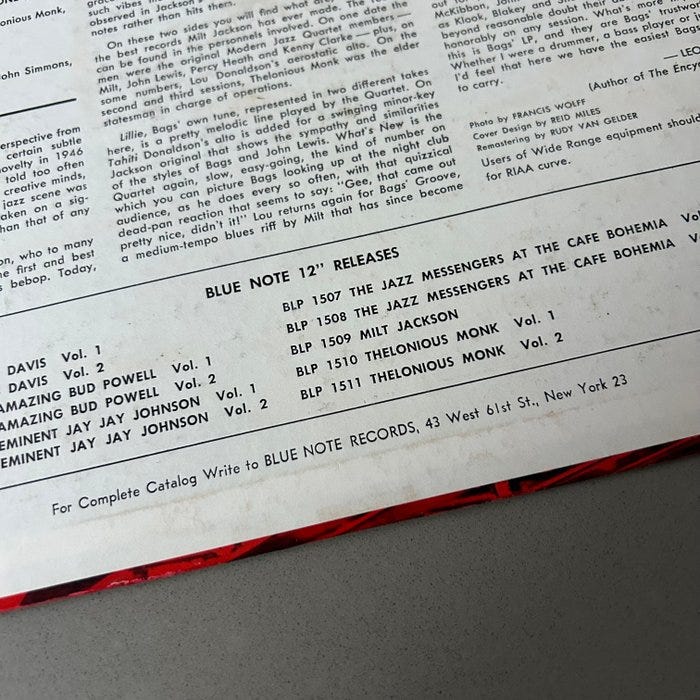 onious Monk,
ohn Simmons,
erspective from
certain subtle
ovelty in 1946
told too often
creative minds,
jazz scene was
aken on a sig-
han that of any
on, who to many
e first and best
s bebop. Today,
such vibes
observed in Jackson's
notes rather than hits them.
On these two sides you will find what are
the best records Milt Jackson has ever made. The
can be found in the personnels involved. On one date the
men were our original Modern Jazz Quartet members —
Milt, John Lewis, Percy Heath and Kenny Clarke — plus, on
some numbers, Lou Donaldson's aerostatic alto. On the
second and third sessions, Thelonious Monk was the elder
statesman in charge of operations.
Lillie, Bags' own tune, represented in two different takes
here, is a pretty melodic line played by the Quartet. On
Tahiti Donaldson's alto is added for a swinging minor-key
Jackson original that shows the sympathy and similarities
of the styles of Bags and John Lewis. What's New is the
Quartet again, slow, easy-going, the kind of number on
which you can picture Bags looking up at the night club
audience, as he does every so often, with that quizzical
dead-pan reaction that seems to say: "Gee, that came out
pretty nice, didn't it!" Lou returns again for Bags' Groove,
a medium-tempo blues riff by Milt that has since become
McKibbon,
as Klook, Blakey and
beyond reasonable doubt their
honorably on any session. What's more
this is Bags' LP, and they are Bags' trustwor
Whether I were a drummer, a bass player or
I'd feel that here we have the easiest Bags
to carry.
— LEO
(Author of The Ency
Photo by FRANCIS WOLFF
Cover Design by REID MILES
Remastering by RUDY VAN GELDER
Users of Wide Range equipment should
for RIAA curve.
BLUE NOTE 12" RELEASES
DAVIS Vol. 1
DAVIS Vol. 2
AMAZING BUD POWELL Vol. 1
AMAZING BUD POWELL Vol. 2
EMINENT JAY JAY JOHNSON Vol. 1
EMINENT JAY JAY JOHNSON Vol. 2
BLP 1507 THE JAZZ MESSENGERS AT THE CAFE BOHEMIA Vo
BLP 1508 THE JAZZ MESSENGERS AT THE CAFE BOHEMIA V
BLP 1509 MILT JACKSON
BLP 1510 THELONIOUS MONK Vol. 1
BLP 1511 THELONIOUS MONK Vol. 2
For Complete Catalog Write to BLUE NOTE RECORDS, 43 West 61st St., New York 23